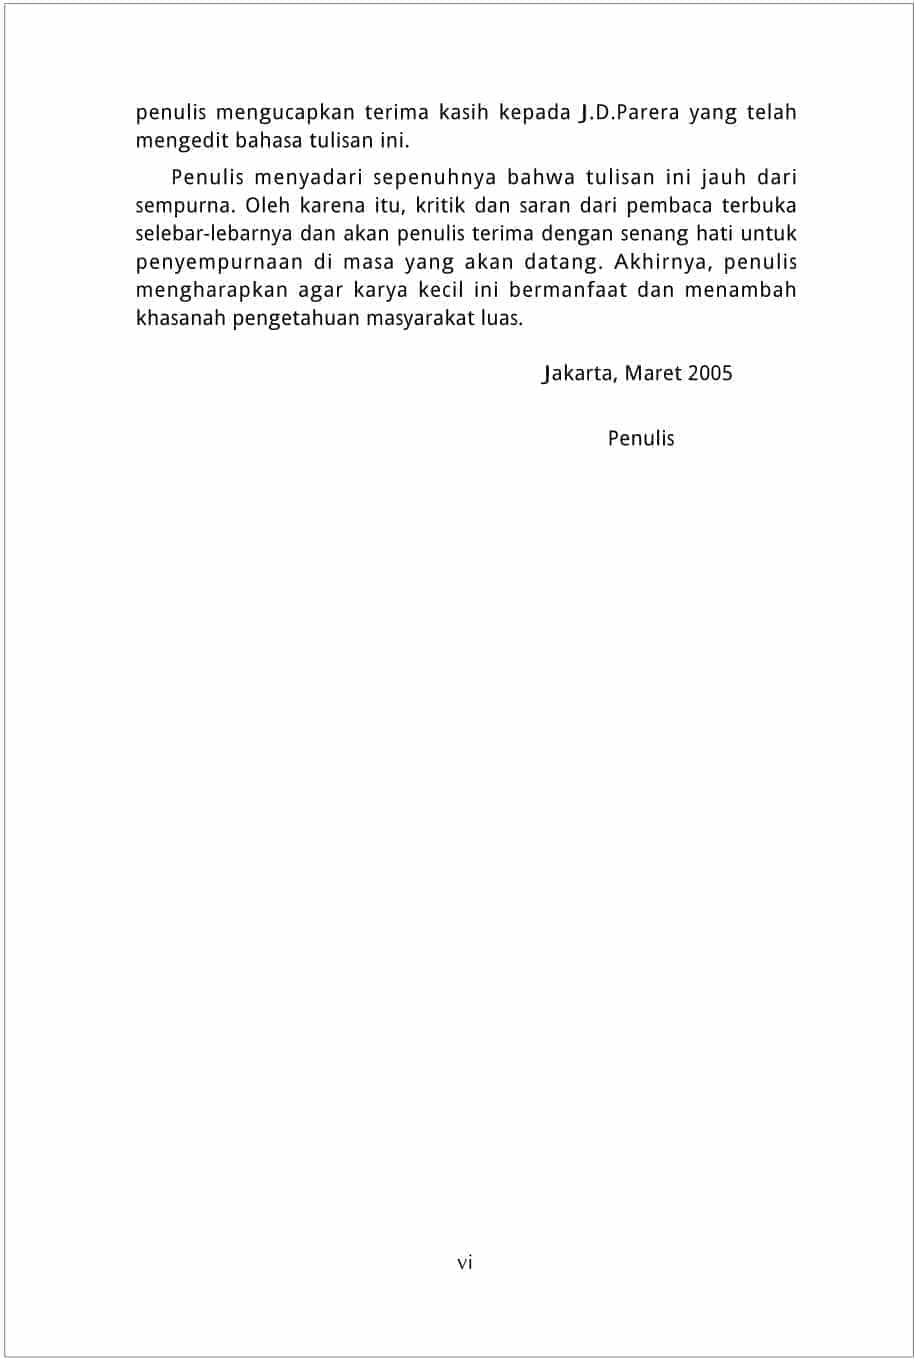 penulis mengucapkan terima kasih kepada J.D.Parera yang telah
mengedit bahasa tulisan ini.
Penulis menyadari sepenuhnya bahwa tulisan ini jauh dari
sempurna. Oleh karena itu, kritik dan saran dari pembaca terbuka
selebar-lebarnya dan akan penulis terima dengan senang hati untuk
penyempurnaan di masa yang akan datang. Akhirnya, penulis
mengharapkan agar karya kecil ini bermanfaat dan menambah
khasanah pengetahuan masyarakat luas.
Jakarta, Maret 2005
Penulis
vi